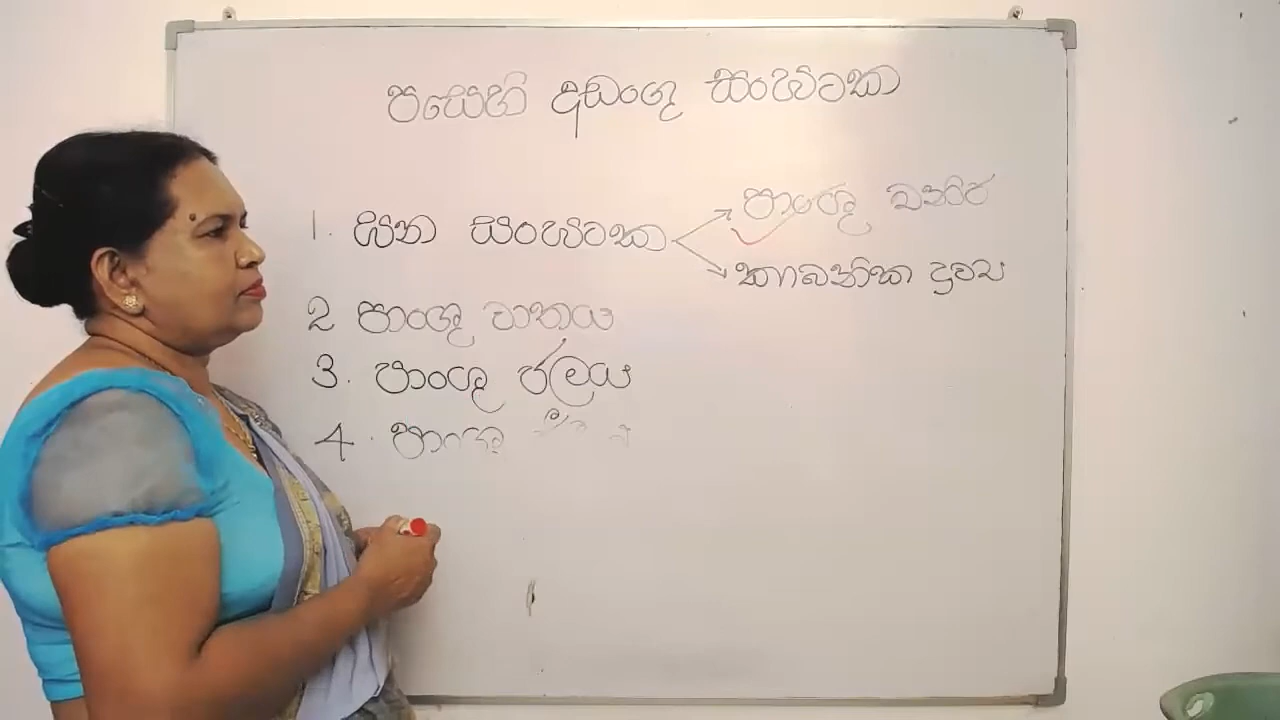 පසෙහි අඩංගු සංඝටක
1. ඝන සංඝටක
පාංශු ඛනිජ
කාබනික ද්‍රව්‍ය
2 පාංශු වාතය
3. පාංශු ජලය
4. පාංශු